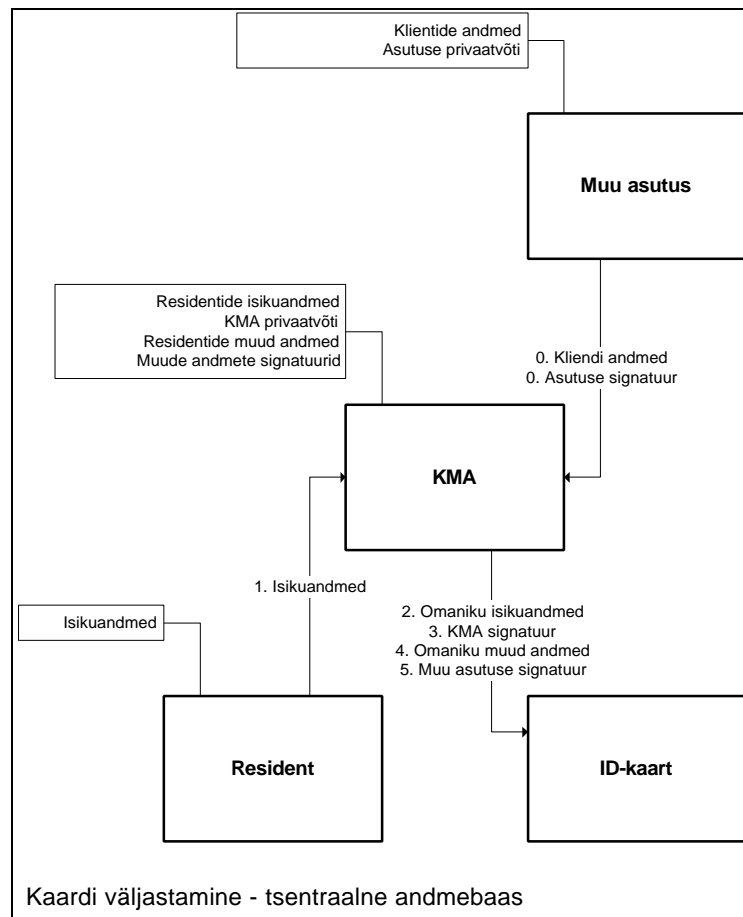 Klientide andmed
Asutuse privaatvõti
Muu asutus
Residentide isikuandmed
KMA privaatvõti
Residentide muud andmed
Muude andmete signatuurid
0. Kliendi andmed
0. Asutuse signatuur
KMA
1. Isikuandmed
2. Omaniku isikuandmed
3. KMA signatuur
4. Omaniku muud andmed
5. Muu asutuse signatuur
Isikuandmed
Resident
ID-kaart
Kaardi väljastamine - tsentraalne andmebaas